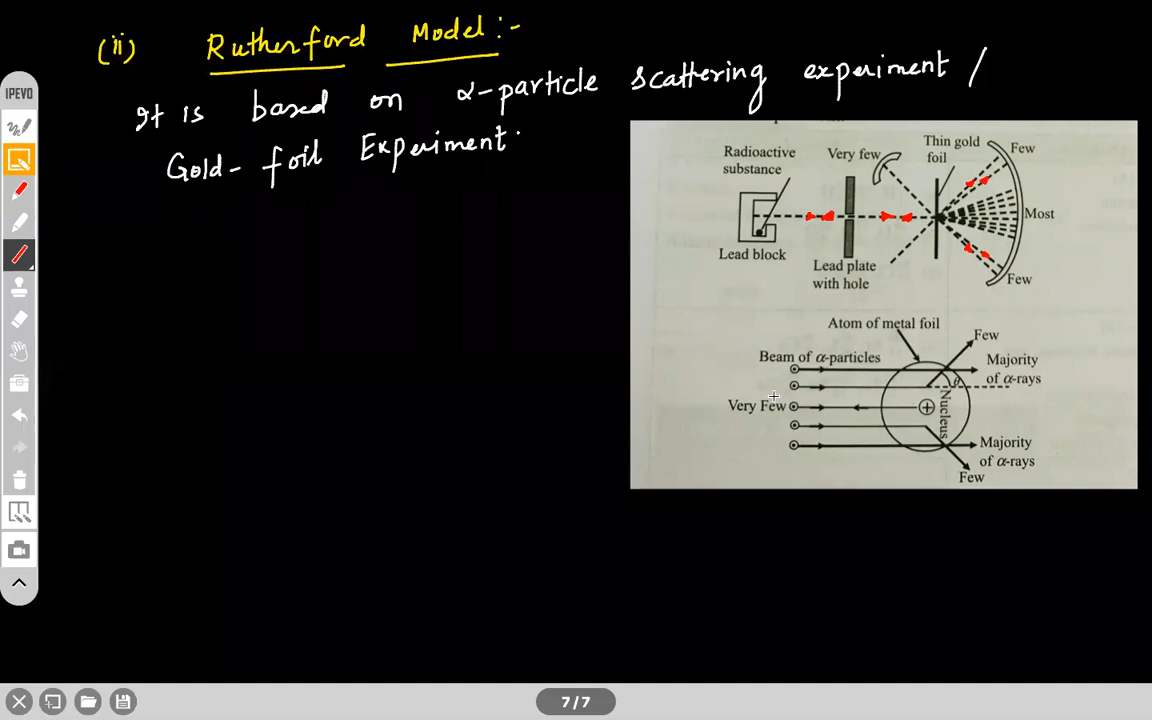 (ii) Rutherford Model:-
It is based on α-particle scattering experiment /
Gold-foil Experiment.
IPEVO
Radioactive
substance
Very few
Thin gold
foil
Few
Most
Lead block
Lead plate
with hole
Few
Atom of metal foil
Few
Beam of α-particles
Majority
of α-rays
θ
Very Few
+
Nucleus
Majority
of α-rays
Few
7/7